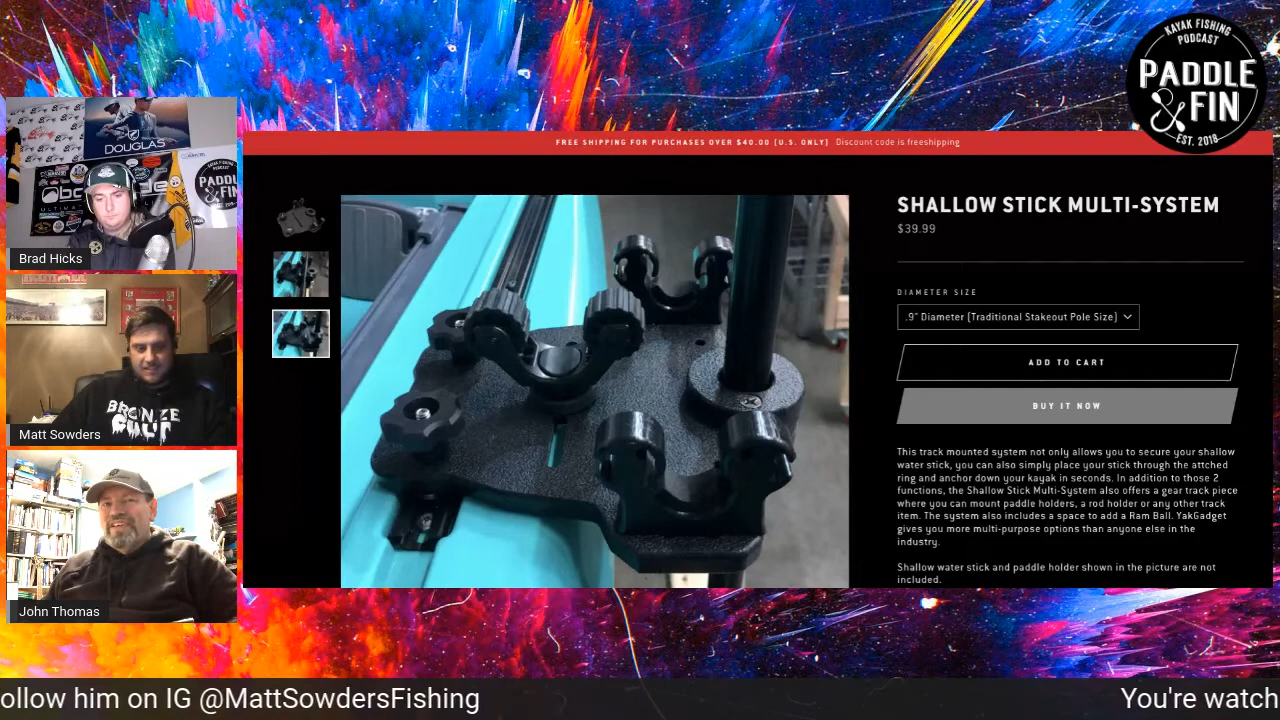 KAYAK FISHING
PODCAST
PADDLE
& FIN
EST. 2018
FREE SHIPPING FOR PURCHASES OVER $40.00 [U.S. ONLY] Discount code is freeshipping
DOUGLAS
PADDLE
& FIN
Brad Hicks
BRONZE
CULT
Matt Sowders
John Thomas
SHALLOW STICK MULTI-SYSTEM
$39.99
DIAMETER SIZE
.9" Diameter [Traditional Stakeout Pole Size]
ADD TO CART
BUY IT NOW
This track mounted system not only allows you to secure your shallow
water stick, you can also simply place your stick through the attched
ring and anchor down your kayak in seconds. In addition to those 2
functions, the Shallow Stick Multi-System also offers a gear track piece
where you can mount paddle holders, a rod holder or any other track
item. The system also includes a space to add a Ram Ball. YakGadget
gives you more multi-purpose options than anyone else in the
industry.
Shallow water stick and paddle holder shown in the picture are not
included.
ollow him on IG @MattSowdersFishing
You're watch